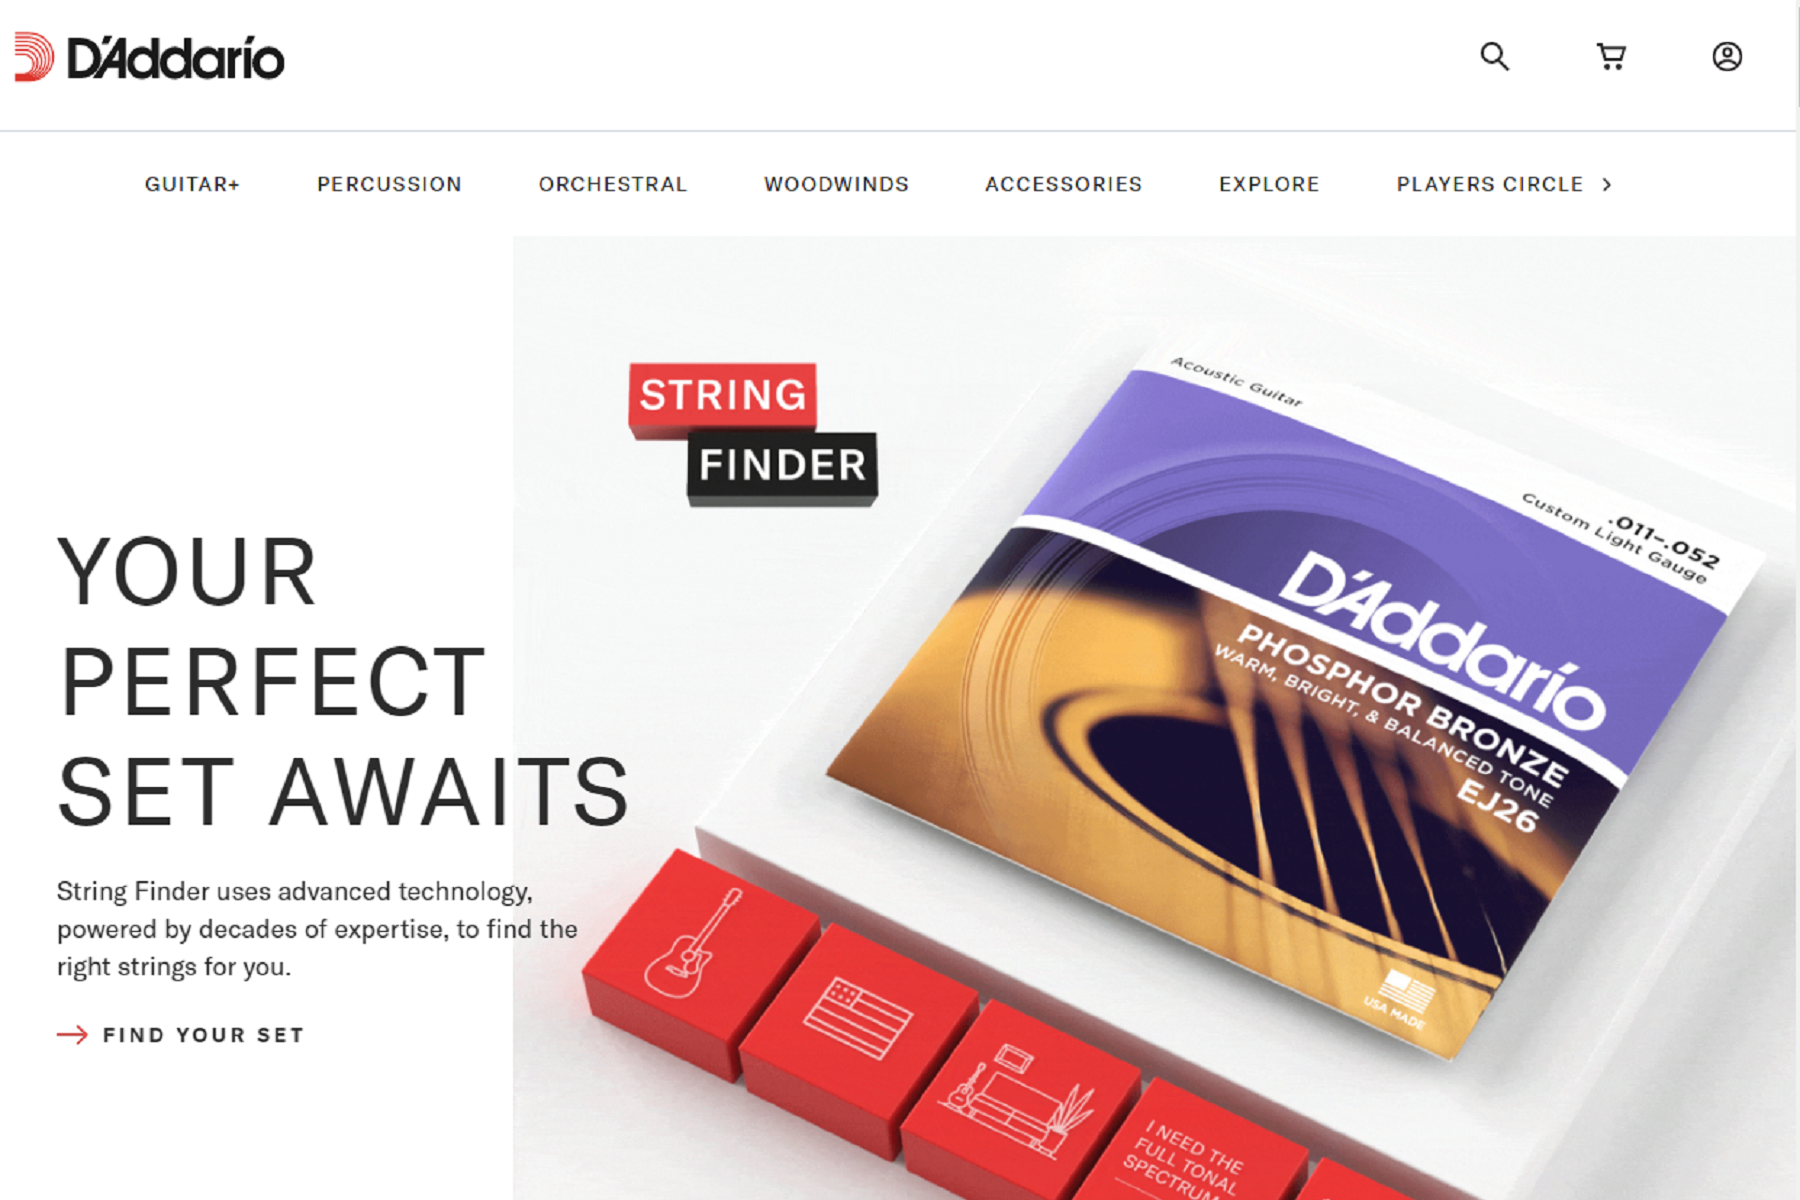 D'Addario
GUITAR+ PERCUSSION ORCHESTRAL WOODWINDS ACCESSORIES EXPLORE PLAYERS CIRCLE
STRING
FINDER
YOUR
PERFECT
SET AWAITS
String Finder uses advanced technology,
powered by decades of expertise, to find the
right strings for you.
FIND YOUR SET
Acoustic Guitar
.011-.052
Custom Light Gauge
D'Addario
PHOSPHOR BRONZE
WARM, BRIGHT, & BALANCED TONE
EJ26
USA MADE
I NEED THE
FULL TONAL
SPECTRUM